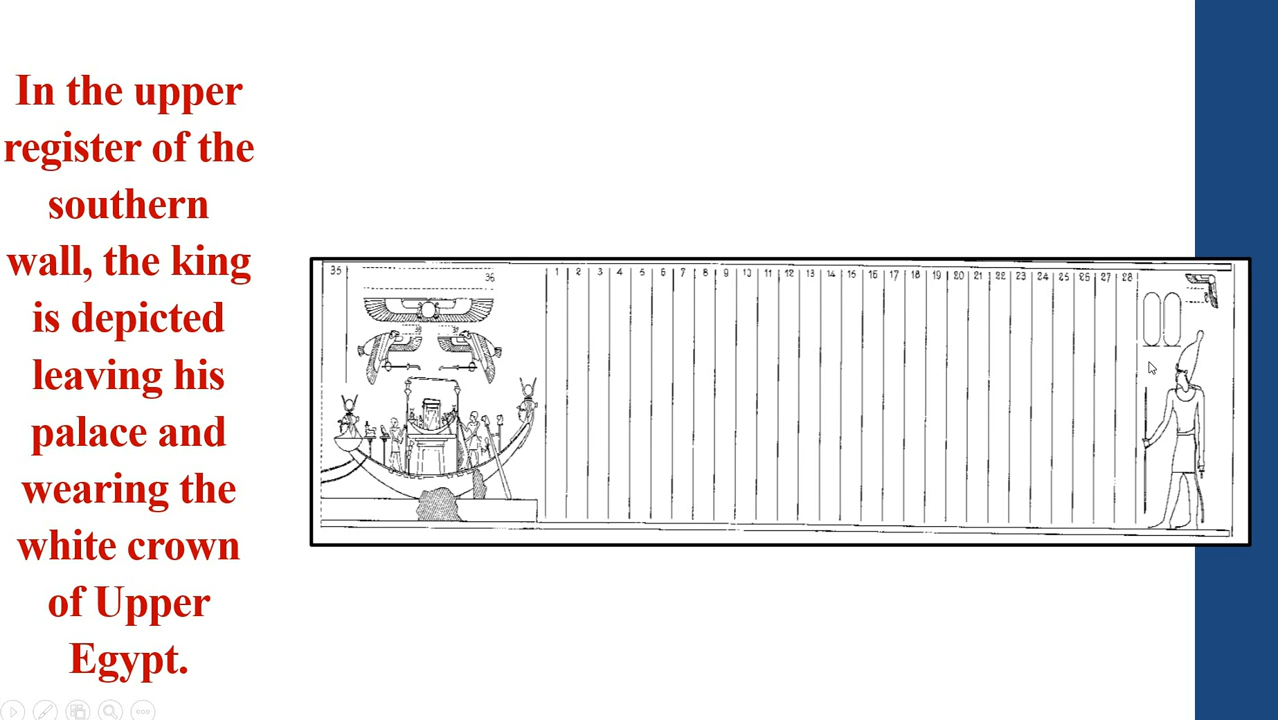 In the upper
register of the
southern
wall, the king
is depicted
leaving his
palace and
wearing the
white crown
of Upper
Egypt.
35 36 1 2 3 4 5 6 7 8 9 10 11 12 13 14 15 16 17 18 19 20 21 22 23 24 25 26 27 28